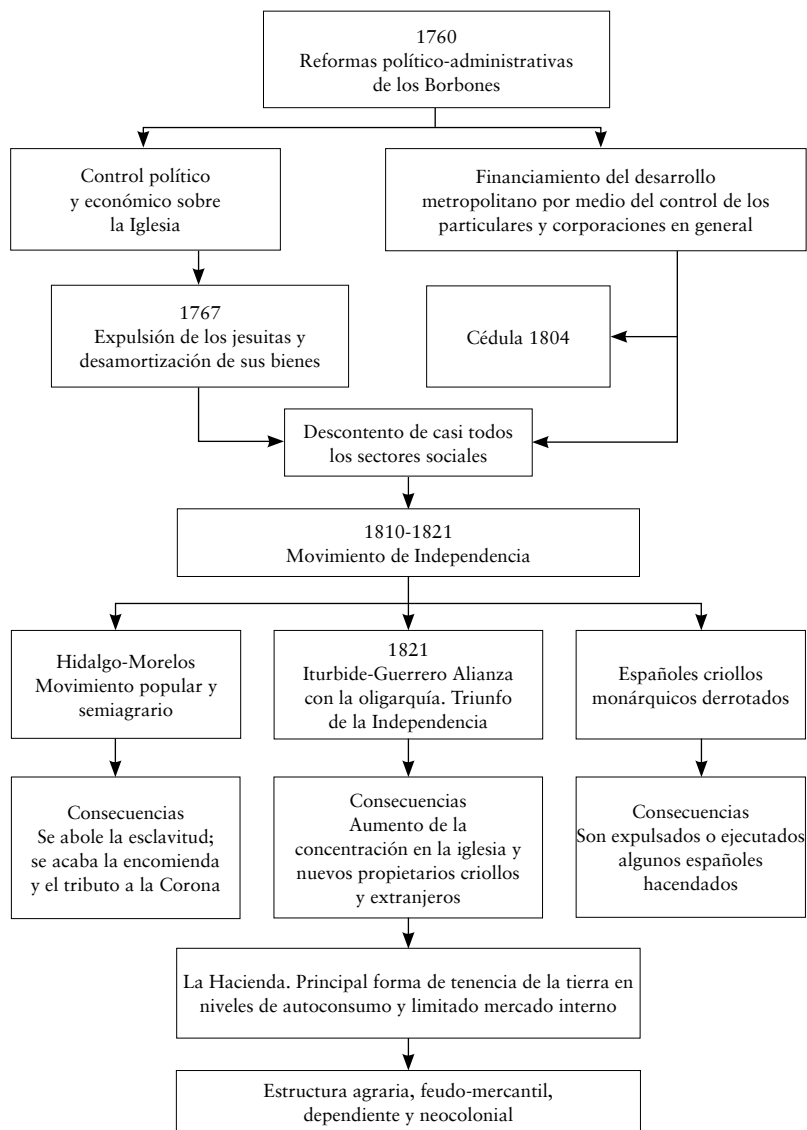 1760
Reformas político-administrativas
de los Borbones
Control político
y económico sobre
la Iglesia
Financiamiento del desarrollo
metropolitano por medio del control de los
particulares y corporaciones en general
1767
Expulsión de los jesuitas y
desamortización de sus bienes
Cédula 1804
Descontento de casi todos
los sectores sociales
1810-1821
Movimiento de Independencia
Hidalgo-Morelos
Movimiento popular y
semiagrario
1821
Iturbide-Guerrero Alianza
con la oligarquía. Triunfo
de la Independencia
Españoles criollos
monárquicos derrotados
Consecuencias
Se abole la esclavitud;
se acaba la encomienda
y el tributo a la Corona
Consecuencias
Aumento de la
concentración en la iglesia y
nuevos propietarios criollos
y extranjeros
Consecuencias
Son expulsados o ejecutados
algunos españoles
hacendados
La Hacienda. Principal forma de tenencia de la tierra en
niveles de autoconsumo y limitado mercado interno
Estructura agraria, feudo-mercantil,
dependiente y neocolonial